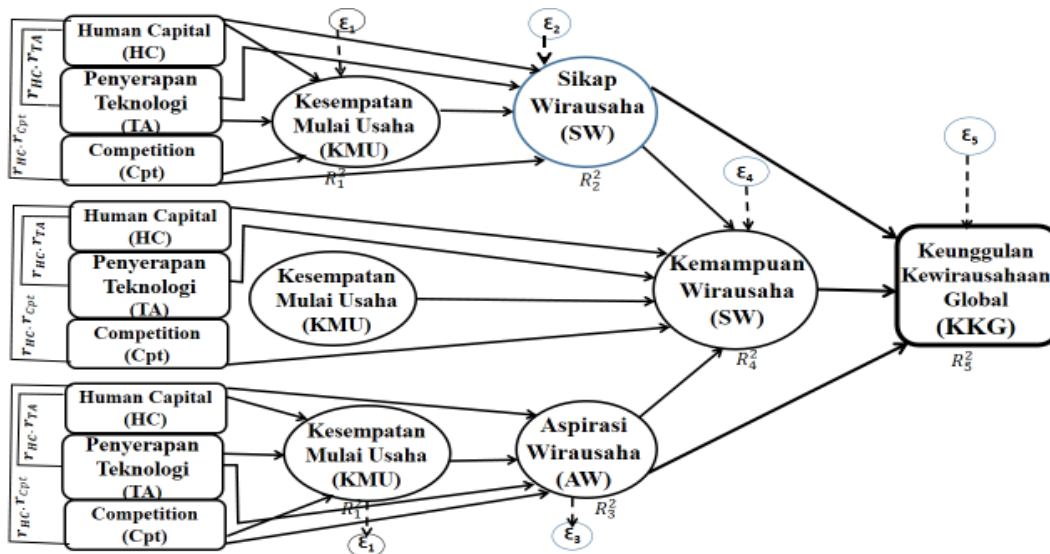 Human Capital
(HC)
Penyerapan
Teknologi
(TA)
Competition
(Cpt)
r_HC. r_TA
r_HC. r_Cpt
ε₁
Kesempatan
Mulai Usaha
(KMU)
R₁²
ε₂
Sikap
Wirausaha
(SW)
R₂²
Human Capital
(HC)
Penyerapan
Teknologi
(TA)
Competition
(Cpt)
r_HC. r_TA
r_HC. r_Cpt
Kesempatan
Mulai Usaha
(KMU)
ε₄
Kemampuan
Wirausaha
(SW)
R₄²
ε₅
Keunggulan
Kewirausahaan
Global
(KKG)
R₅²
Human Capital
(HC)
Penyerapan
Teknologi
(TA)
Competition
(Cpt)
r_HC. r_TA
r_HC. r_Cpt
Kesempatan
Mulai Usaha
(KMU)
R₁²
ε₁
Aspirasi
Wirausaha
(AW)
R₃²
ε₃